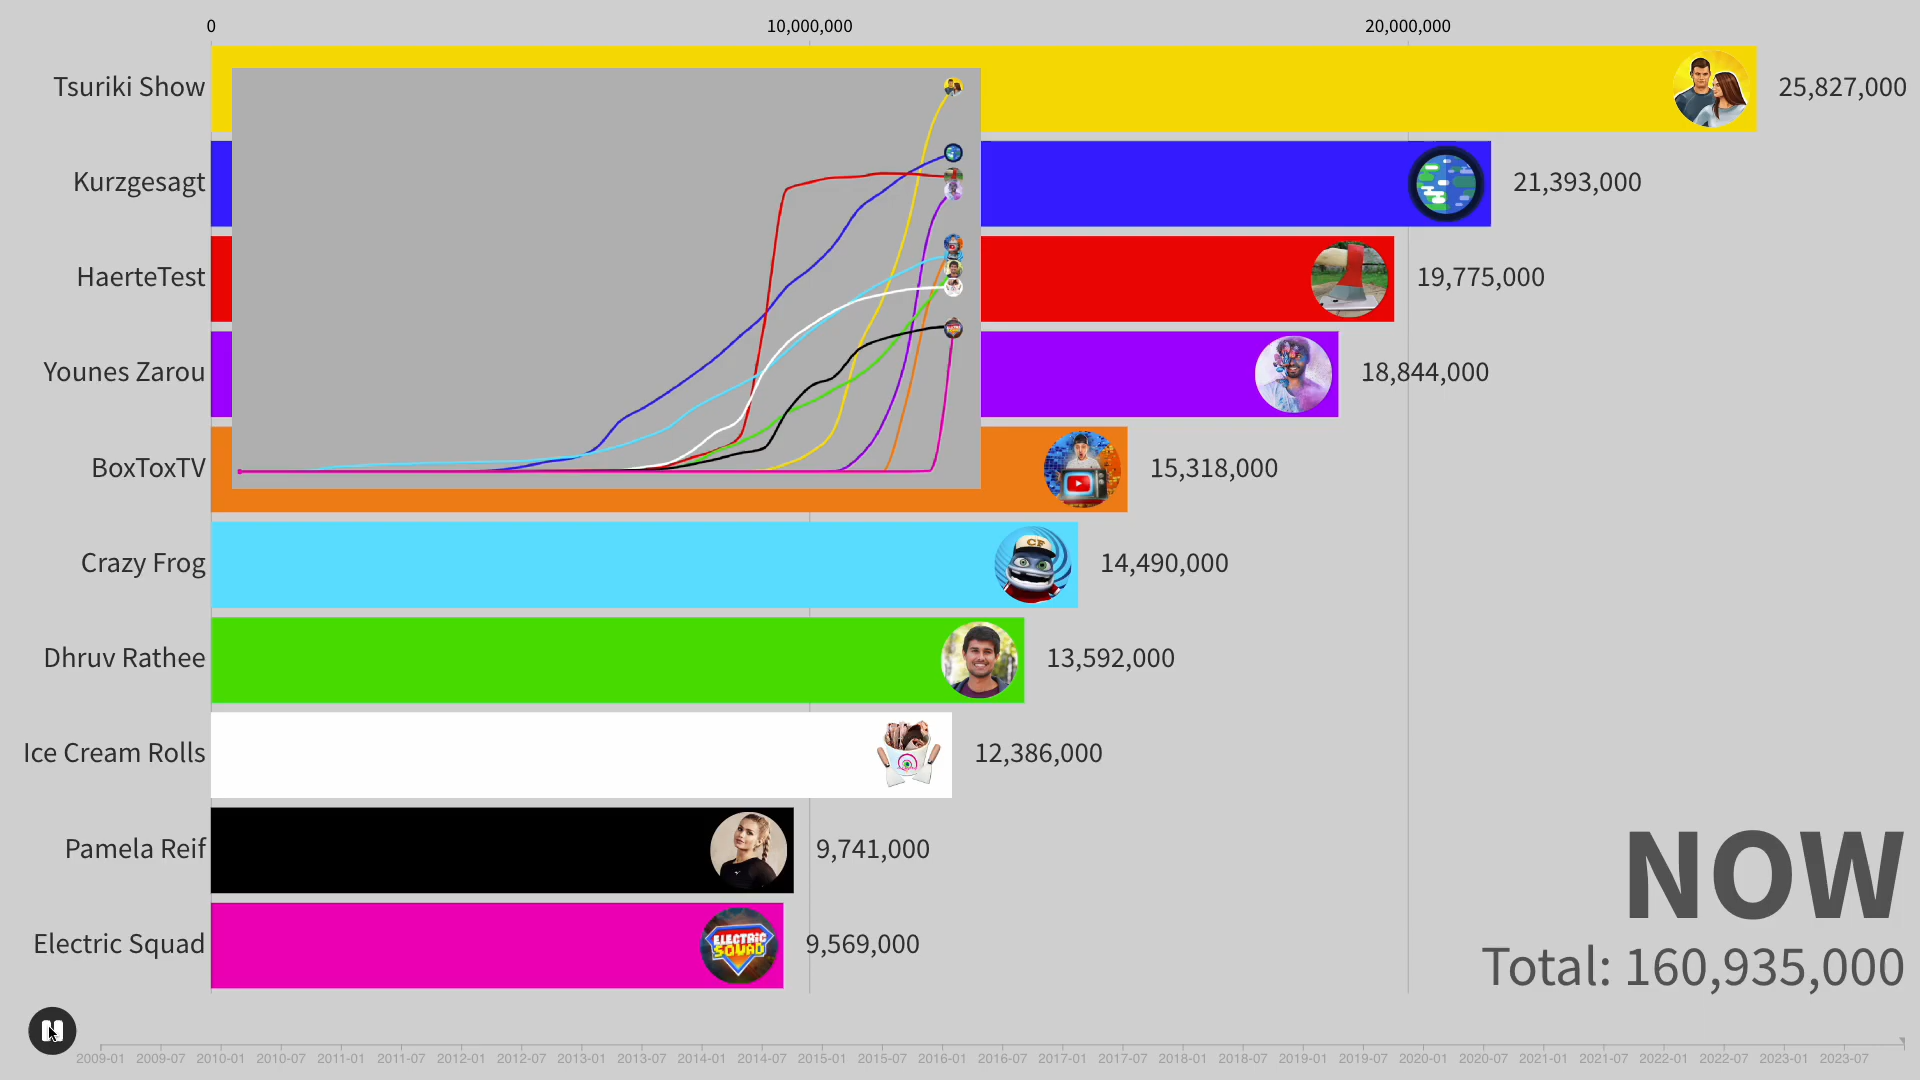 0 10,000,000 20,000,000
Tsuriki Show 25,827,000
Kurzgesagt 21,393,000
HaerteTest 19,775,000
Younes Zarou 18,844,000
BoxToxTV 15,318,000
Crazy Frog CF 14,490,000
Dhruv Rathee 13,592,000
Ice Cream Rolls 12,386,000
Pamela Reif 9,741,000
NOW
Electric Squad ELECTRIC SQUAD 9,569,000
Total: 160,935,000
2009-01 2009-07 2010-01 2010-07 2011-01 2011-07 2012-01 2012-07 2013-01 2013-07 2014-01 2014-07 2015-01 2015-07 2016-01 2016-07 2017-01 2017-07 2018-01 2018-07 2019-01 2019-07 2020-01 2020-07 2021-01 2021-07 2022-01 2022-07 2023-01 2023-07